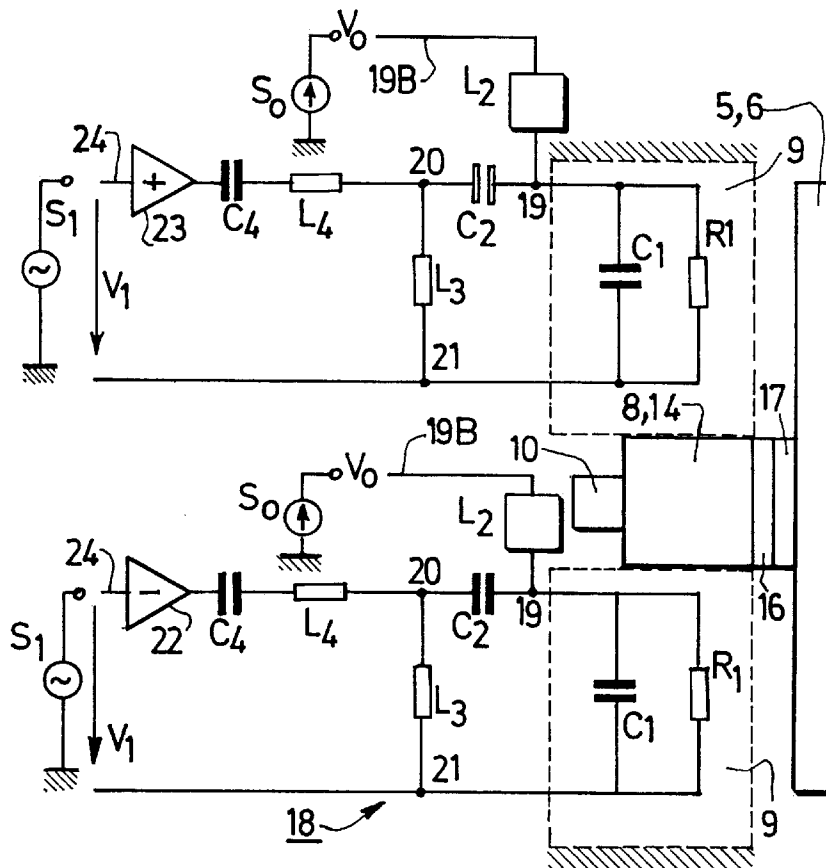 V₀
19B
L₂
5,6
S₀
24
20
9
S₁
+
23
C₄
L₄
C₂
19
C₁
R₁
V₁
L₃
21
8,14
17
19B
10
V₀
S₀
L₂
24
20
16
S₁
−
22
C₄
L₄
C₂
19
C₁
R₁
V₁
L₃
21
18
9